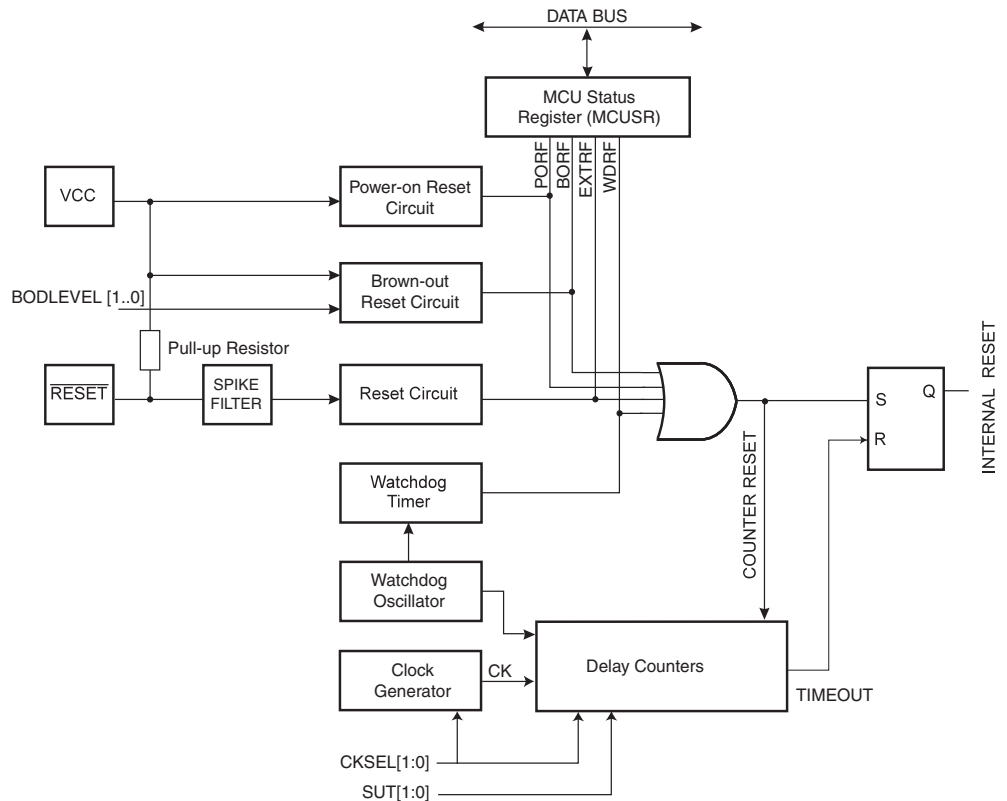 DATA BUS
MCU Status
Register (MCUSR)
PORF
BORF
EXTRF
WDRF
VCC
Power-on Reset
Circuit
Brown-out
Reset Circuit
BODLEVEL [1..0]
Pull-up Resistor
RESET
SPIKE
FILTER
Reset Circuit
S
Q
R
INTERNAL RESET
Watchdog
Timer
COUNTER RESET
Watchdog
Oscillator
Clock
Generator
CK
Delay Counters
TIMEOUT
CKSEL[1:0]
SUT[1:0]